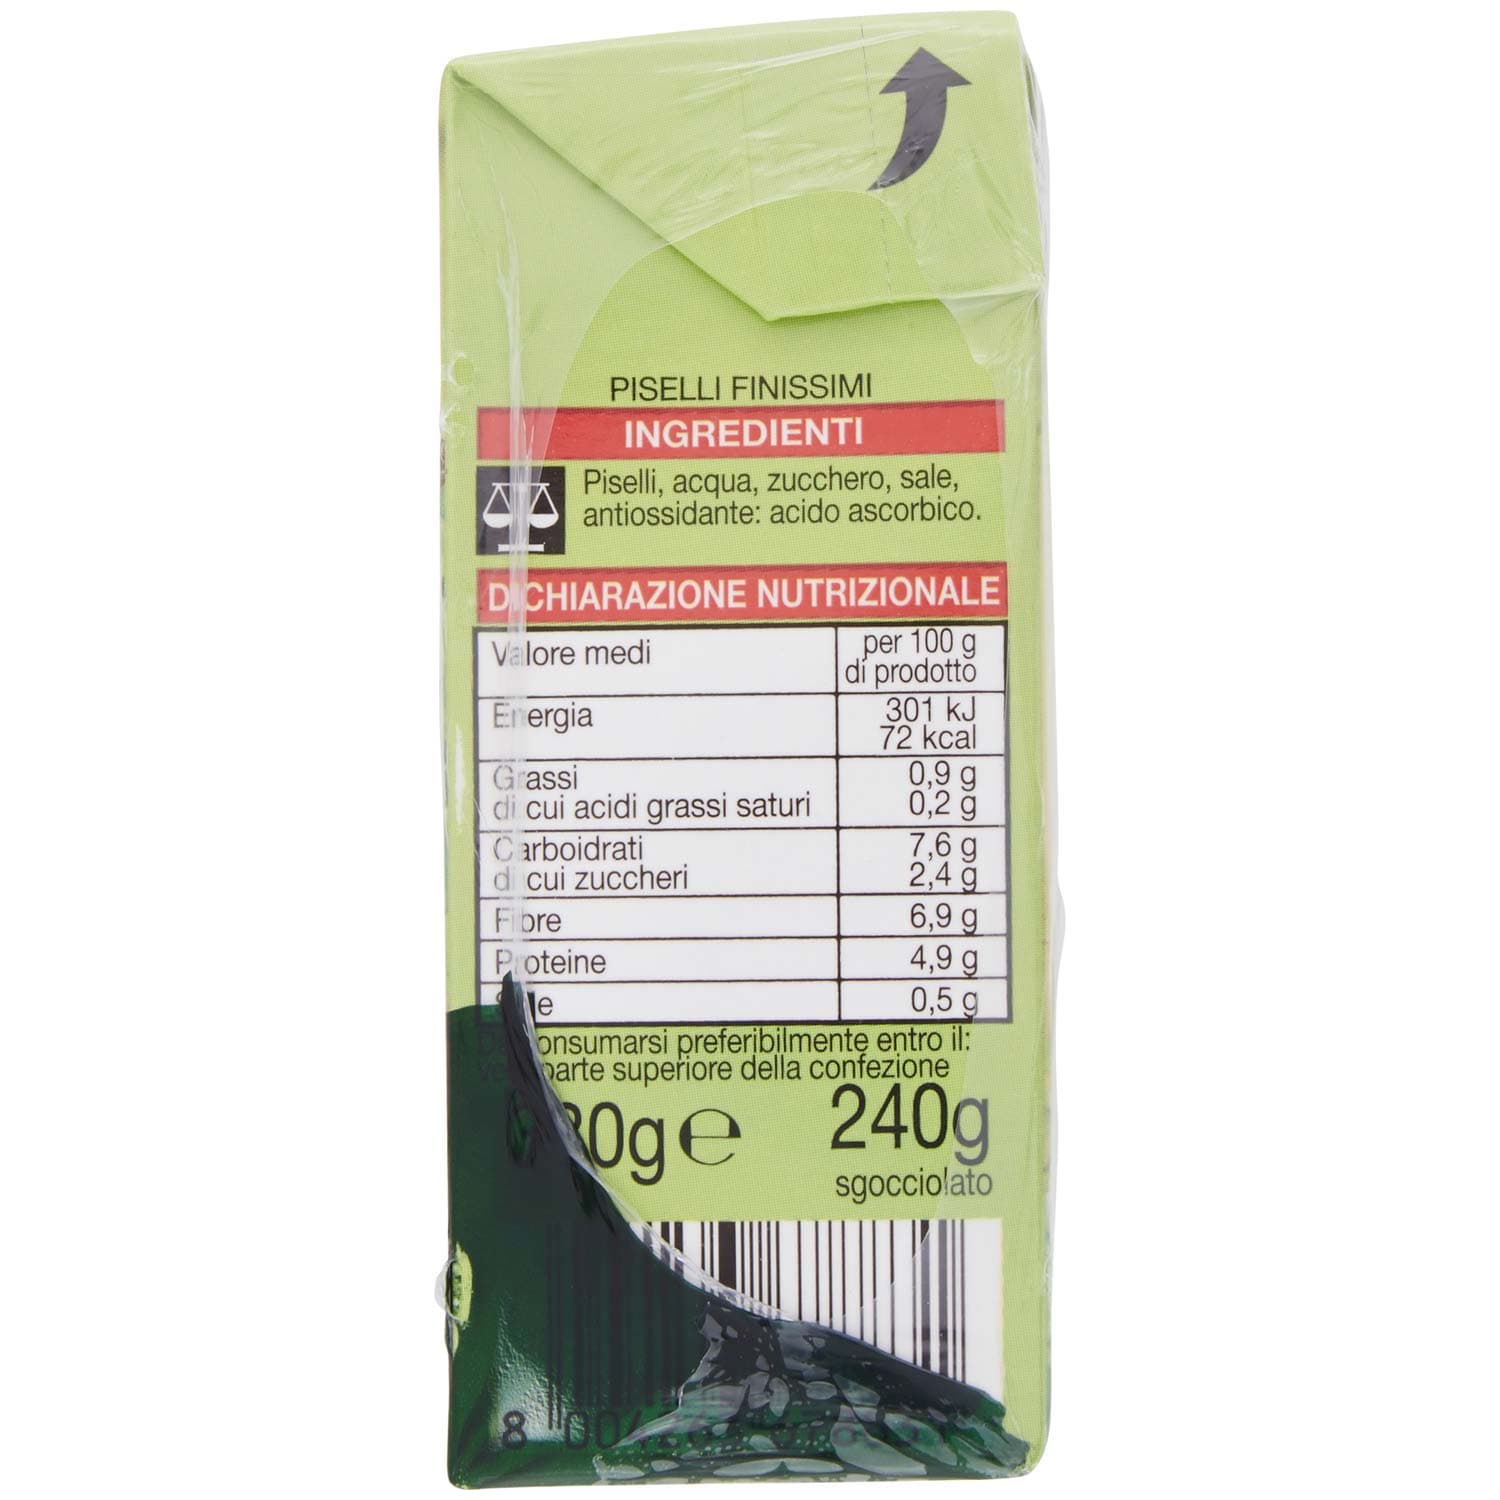 PISELLI FINISSIMI
INGREDIENTI
Piselli, acqua, zucchero, sale,
antiossidante: acido ascorbico.
DICHIARAZIONE NUTRIZIONALE
Valore medi
per 100 g
di prodotto
Energia
301 kJ
72 kcal
Grassi
0,9 g
di cui acidi grassi saturi
0,2 g
Carboidrati
7,6 g
di cui zuccheri
2,4 g
Fibre
6,9 g
Proteine
4,9 g
Sale
0,5 g
preferibilmente entro il:
parte superiore della confezione
℮
240g
sgocciolato
8